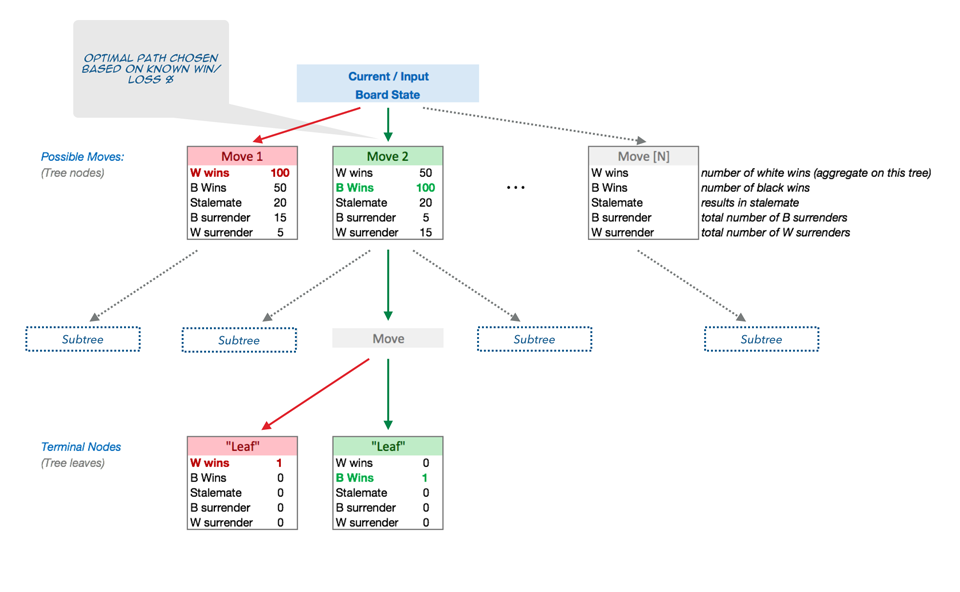 OPTIMAL PATH CHOSEN
BASED ON KNOWN WIN/
LOSS %
Current / Input
Board State
Possible Moves:
(Tree nodes)
Move 1
W wins 100
B Wins 50
Stalemate 20
B surrender 15
W surrender 5
Move 2
W wins 50
B Wins 100
Stalemate 20
B surrender 5
W surrender 15
...
Move [N]
W wins
B Wins
Stalemate
B surrender
W surrender
number of white wins (aggregate on this tree)
number of black wins
results in stalemate
total number of B surrenders
total number of W surrenders
Subtree
Subtree
Move
Subtree
Subtree
Terminal Nodes
(Tree leaves)
"Leaf"
W wins 1
B Wins 0
Stalemate 0
B surrender 0
W surrender 0
"Leaf"
W wins 0
B Wins 1
Stalemate 0
B surrender 0
W surrender 0